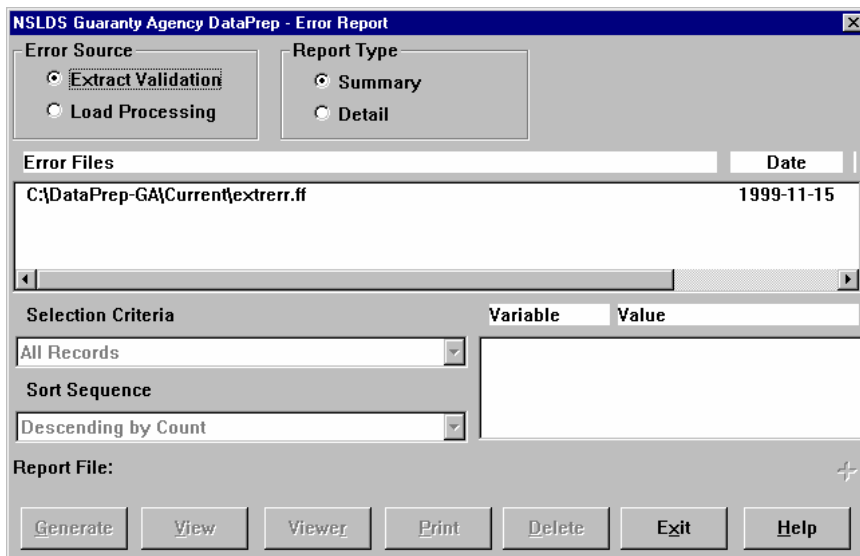 NSLDS Guaranty Agency DataPrep - Error Report
Error Source
Extract Validation
Load Processing
Report Type
Summary
Detail
Error Files Date
C:\DataPrep-GA\Current\extrerr.ff 1999-11-15
Selection Criteria
All Records
Sort Sequence
Descending by Count
Variable Value
Report File:
Generate View Viewer Print Delete Exit Help